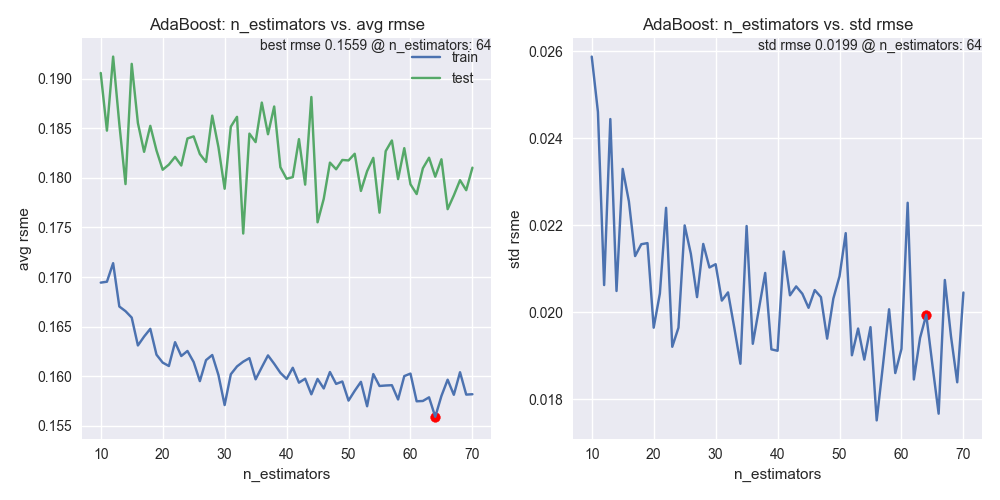 AdaBoost: n_estimators vs. avg rmse
best rmse 0.1559 @ n_estimators: 64
train
test
0.190
0.185
0.180
0.175
0.170
0.165
0.160
0.155
avg rsme
10 20 30 40 50 60 70
n_estimators
AdaBoost: n_estimators vs. std rmse
std rmse 0.0199 @ n_estimators: 64
0.026
0.024
0.022
0.020
0.018
std rsme
10 20 30 40 50 60 70
n_estimators